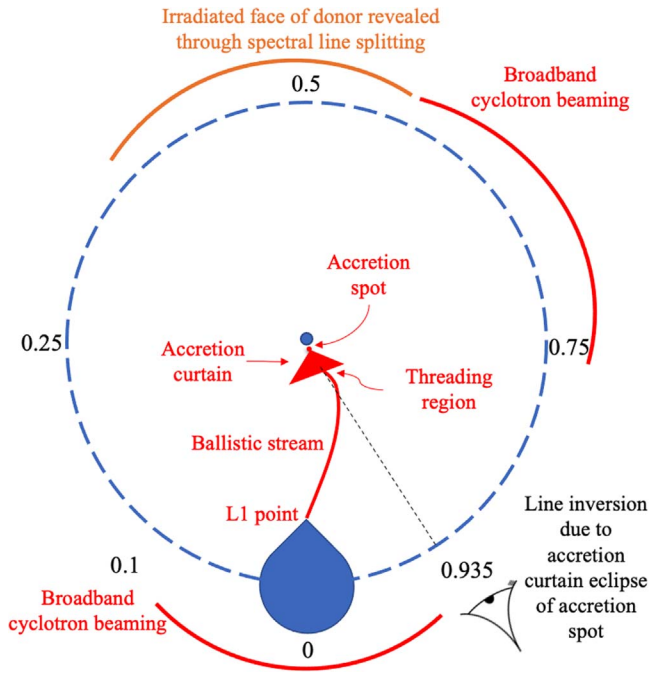 Irradiated face of donor revealed
through spectral line splitting
0.5
Broadband
cyclotron beaming
Accretion
spot
0.25
0.75
Accretion
curtain
Threading
region
Ballistic stream
L1 point
Line inversion
due to
accretion
curtain eclipse
of accretion
spot
0.1
0.935
Broadband
cyclotron beaming
0